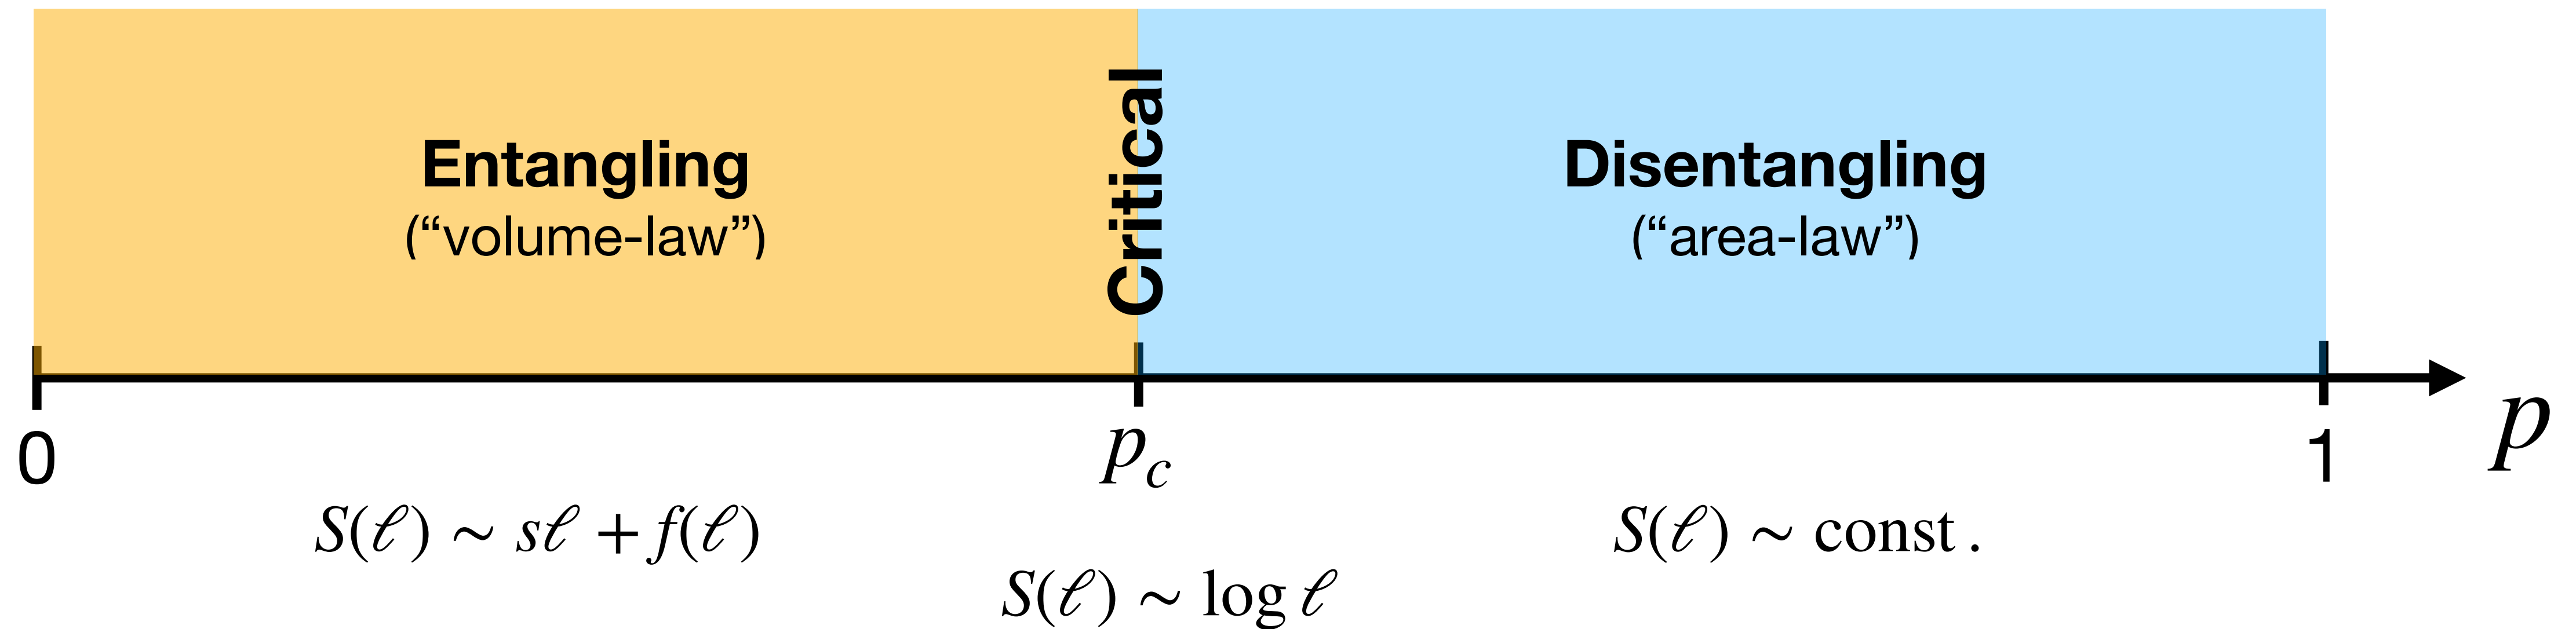 Entangling
(“volume-law”)
Critical
Disentangling
(“area-law”)
0
p_c
1
p
S(ℓ) ~ sℓ + f(ℓ)
S(ℓ) ~ log ℓ
S(ℓ) ~ const.